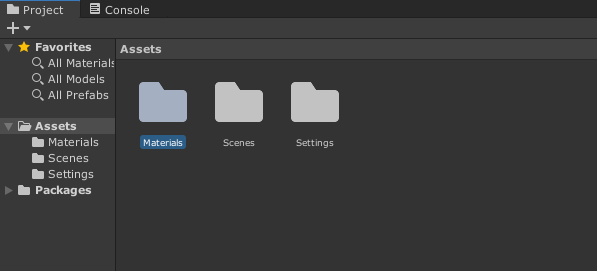 Project
Console
Favorites
All Materials
All Models
All Prefabs
Assets
Materials
Scenes
Settings
Packages
Assets
Materials
Scenes
Settings